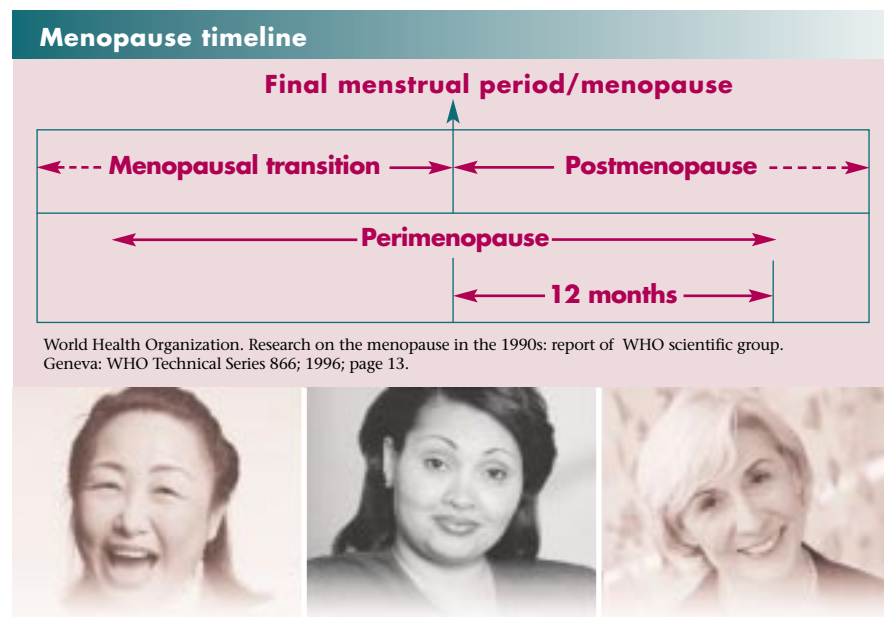 Menopause timeline
Final menstrual period/menopause
Menopausal transition
Postmenopause
Perimenopause
12 months
World Health Organization. Research on the menopause in the 1990s: report of WHO scientific group.
Geneva: WHO Technical Series 866; 1996; page 13.